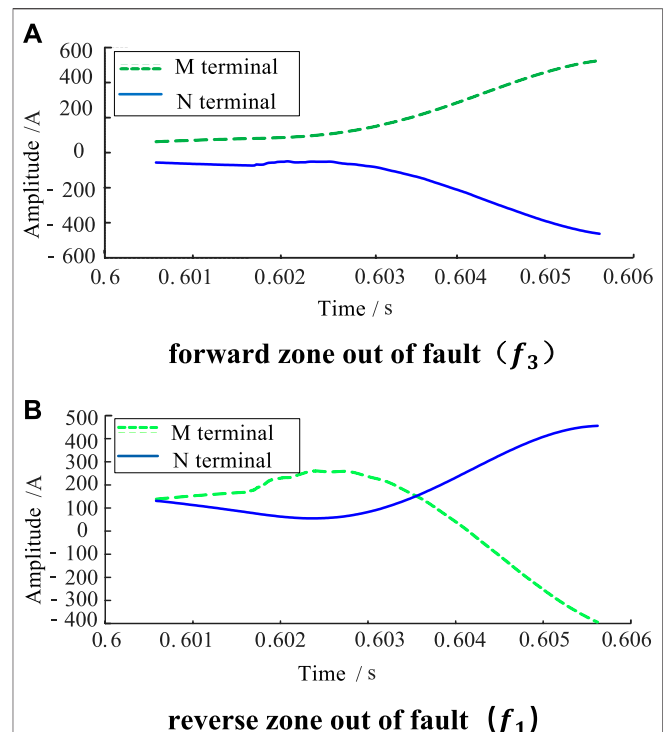 A
600
400
200
0
- 200
- 400
- 600
Amplitude /A
M terminal
N terminal
0.6 0.601 0.602 0.603 0.604 0.605 0.606
Time / s
forward zone out of fault（f₃）
B
500
400
300
200
100
0
- 100
- 200
- 300
- 400
Amplitude /A
M terminal
N terminal
0.6 0.601 0.602 0.603 0.604 0.605 0.606
Time / s
reverse zone out of fault（f₁)